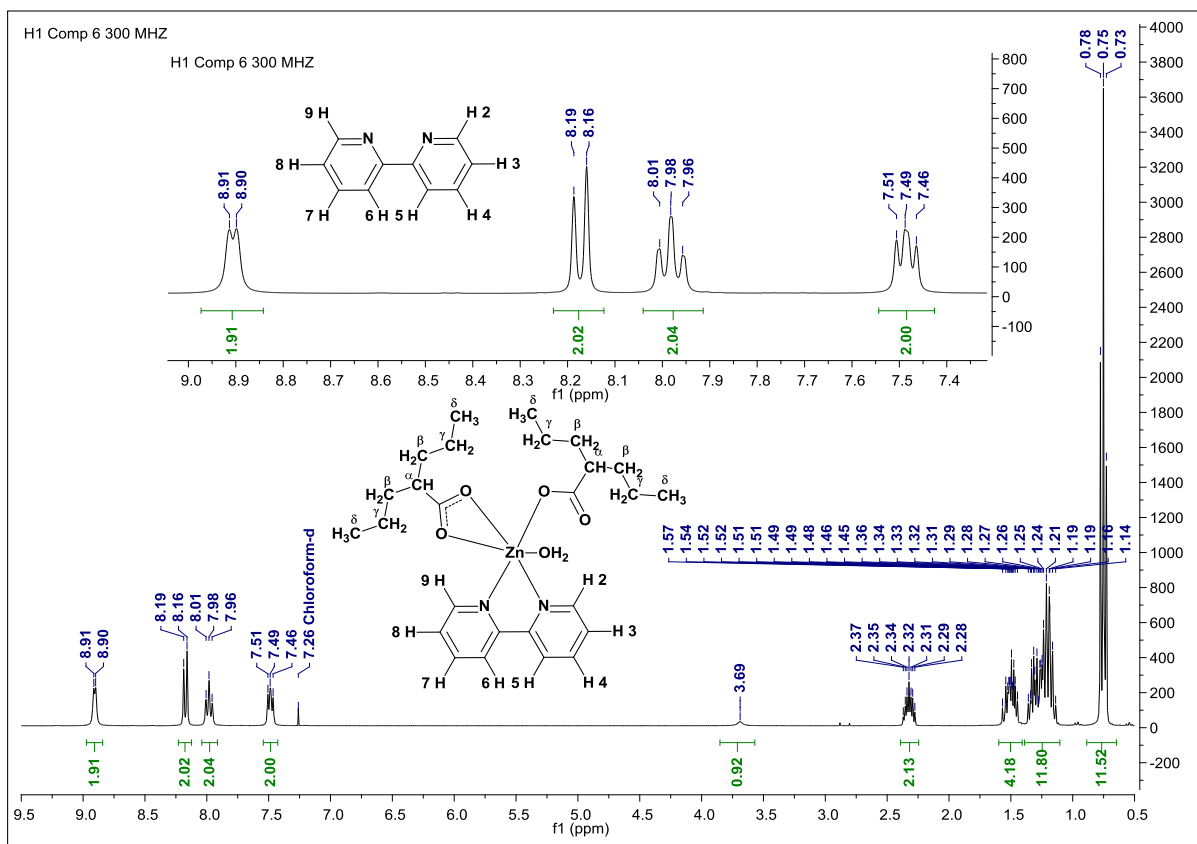 H1 Comp 6 300 MHZ
H1 Comp 6 300 MHZ
8.91
8.90
8.19
8.16
8.01
7.98
7.96
7.51
7.49
7.46
0.78
0.75
0.73
9 H
N
N
H 2
8 H
H 3
7 H
6 H
5 H
H 4
1.91
2.02
2.04
2.00
9.0 8.9 8.8 8.7 8.6 8.5 8.4 8.3 8.2 8.1 8.0 7.9 7.8 7.7 7.6 7.5 7.4
f1 (ppm)
800
700
600
500
400
300
200
100
0
-100
4000
3800
3600
3400
3200
3000
2800
2600
2400
2200
2000
1800
1600
1400
1200
1000
800
600
400
200
0
-200
δ
CH3
γ
CH2
β
H2C
α
CH
β
H2C
γ
CH2
δ
H3C
O
O
δ
H3C
γ
H2C
β
CH2
α
β
CH2
γ
H2C
δ
CH3
O
O
Zn
OH2
9 H
N
N
H 2
8 H
H 3
7 H
6 H
5 H
H 4
8.91
8.90
8.19
8.16
8.01
7.98
7.96
7.51
7.49
7.46
7.26 Chloroform-d
3.69
2.37
2.35
2.34
2.32
2.31
2.29
2.28
1.57
1.54
1.52
1.52
1.51
1.51
1.49
1.49
1.48
1.46
1.45
1.36
1.34
1.33
1.32
1.31
1.29
1.28
1.27
1.26
1.25
1.24
1.21
1.19
1.19
1.16
1.14
1.91
2.02
2.04
2.00
0.92
2.13
4.18
11.80
11.52
9.5 9.0 8.5 8.0 7.5 7.0 6.5 6.0 5.5 5.0 4.5 4.0 3.5 3.0 2.5 2.0 1.5 1.0 0.5
f1 (ppm)